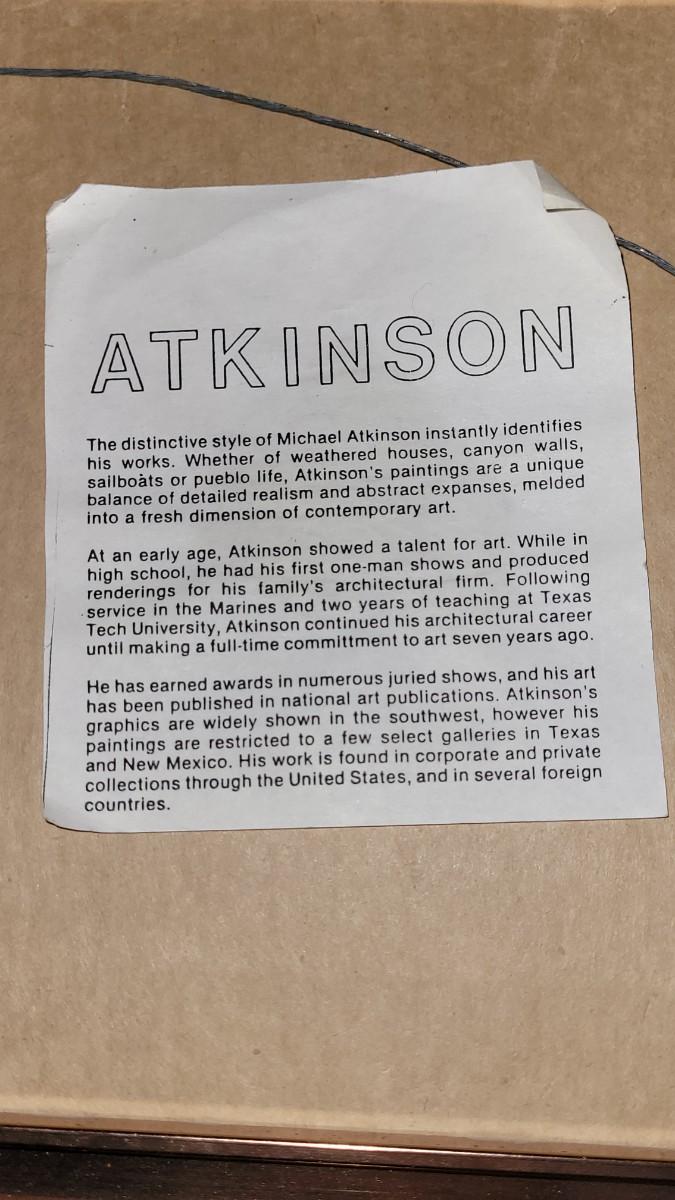 ATKINSON
The distinctive style of Michael Atkinson instantly identifies
his works. Whether of weathered houses, canyon walls,
sailboats or pueblo life, Atkinson's paintings are a unique
balance of detailed realism and abstract expanses, melded
into a fresh dimension of contemporary art.
At an early age, Atkinson showed a talent for art. While in
high school, he had his first one-man shows and produced
renderings for his family's architectural firm. Following
service in the Marines and two years of teaching at Texas
Tech University, Atkinson continued his architectural career
until making a full-time committment to art seven years ago.
He has earned awards in numerous juried shows, and his art
has been published in national art publications. Atkinson's
graphics are widely shown in the southwest, however his
paintings are restricted to a few select galleries in Texas
and New Mexico. His work is found in corporate and private
collections through the United States, and in several foreign
countries.